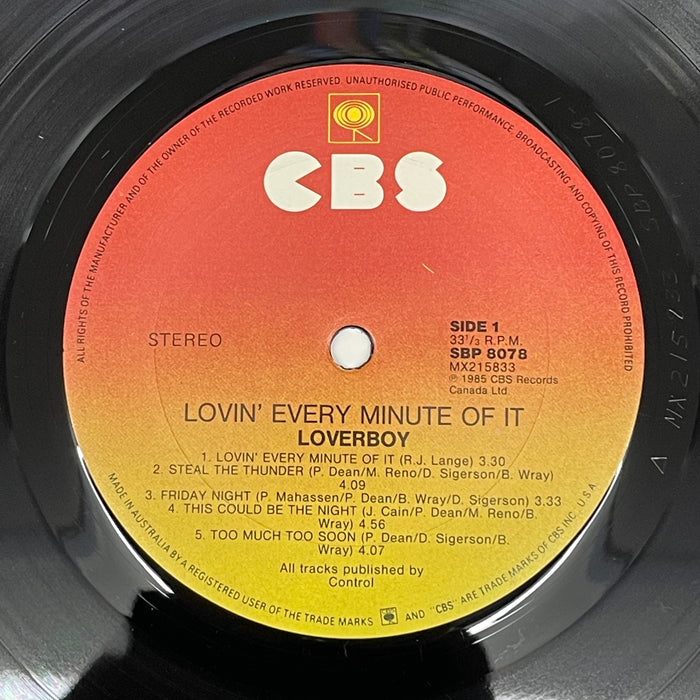 ALL RIGHTS OF THE MANUFACTURER AND OF THE OWNER OF THE RECORDED WORK RESERVED. UNAUTHORISED PUBLIC PERFORMANCE, BROADCASTING AND COPYING OF THIS RECORD PROHIBITED
CBS
STEREO
SIDE 1
33 1/3 R.P.M.
SBP 8078
MX215833
℗ 1985 CBS Records
Canada Ltd
LOVIN' EVERY MINUTE OF IT
LOVERBOY
1. LOVIN' EVERY MINUTE OF IT (R.J. Lange) 3.30
2. STEAL THE THUNDER (P. Dean/M. Reno/D. Sigerson/B. Wray)
4.09
3. FRIDAY NIGHT (P. Mahassen/P. Dean/B. Wray/D. Sigerson) 3.33
4. THIS COULD BE THE NIGHT (J. Cain/P. Dean/M. Reno/B.
Wray) 4.56
5. TOO MUCH TOO SOON (P. Dean/D. Sigerson/B.
Wray) 4.07
All tracks published by
Control
MADE IN AUSTRALIA BY A REGISTERED USER OF THE TRADE MARKS AND "CBS" ARE TRADE MARKS OF CBS INC., U.S.A.
SBP 8078-1
A MX215833